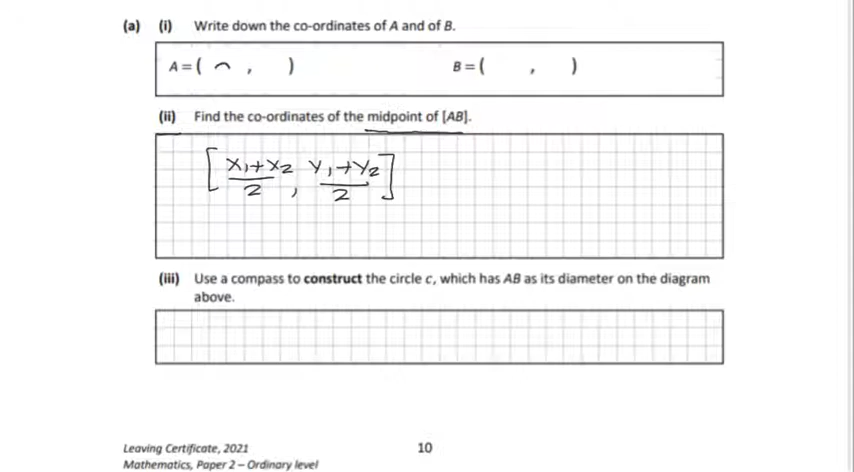 (a) (i) Write down the co-ordinates of A and of B.
A = ( , ) B = ( , )
(ii) Find the co-ordinates of the midpoint of [AB].
[ x₁+x₂ / 2 , y₁+y₂ / 2 ]
(iii) Use a compass to construct the circle c, which has AB as its diameter on the diagram
above.
Leaving Certificate, 2021
10
Mathematics, Paper 2 – Ordinary level